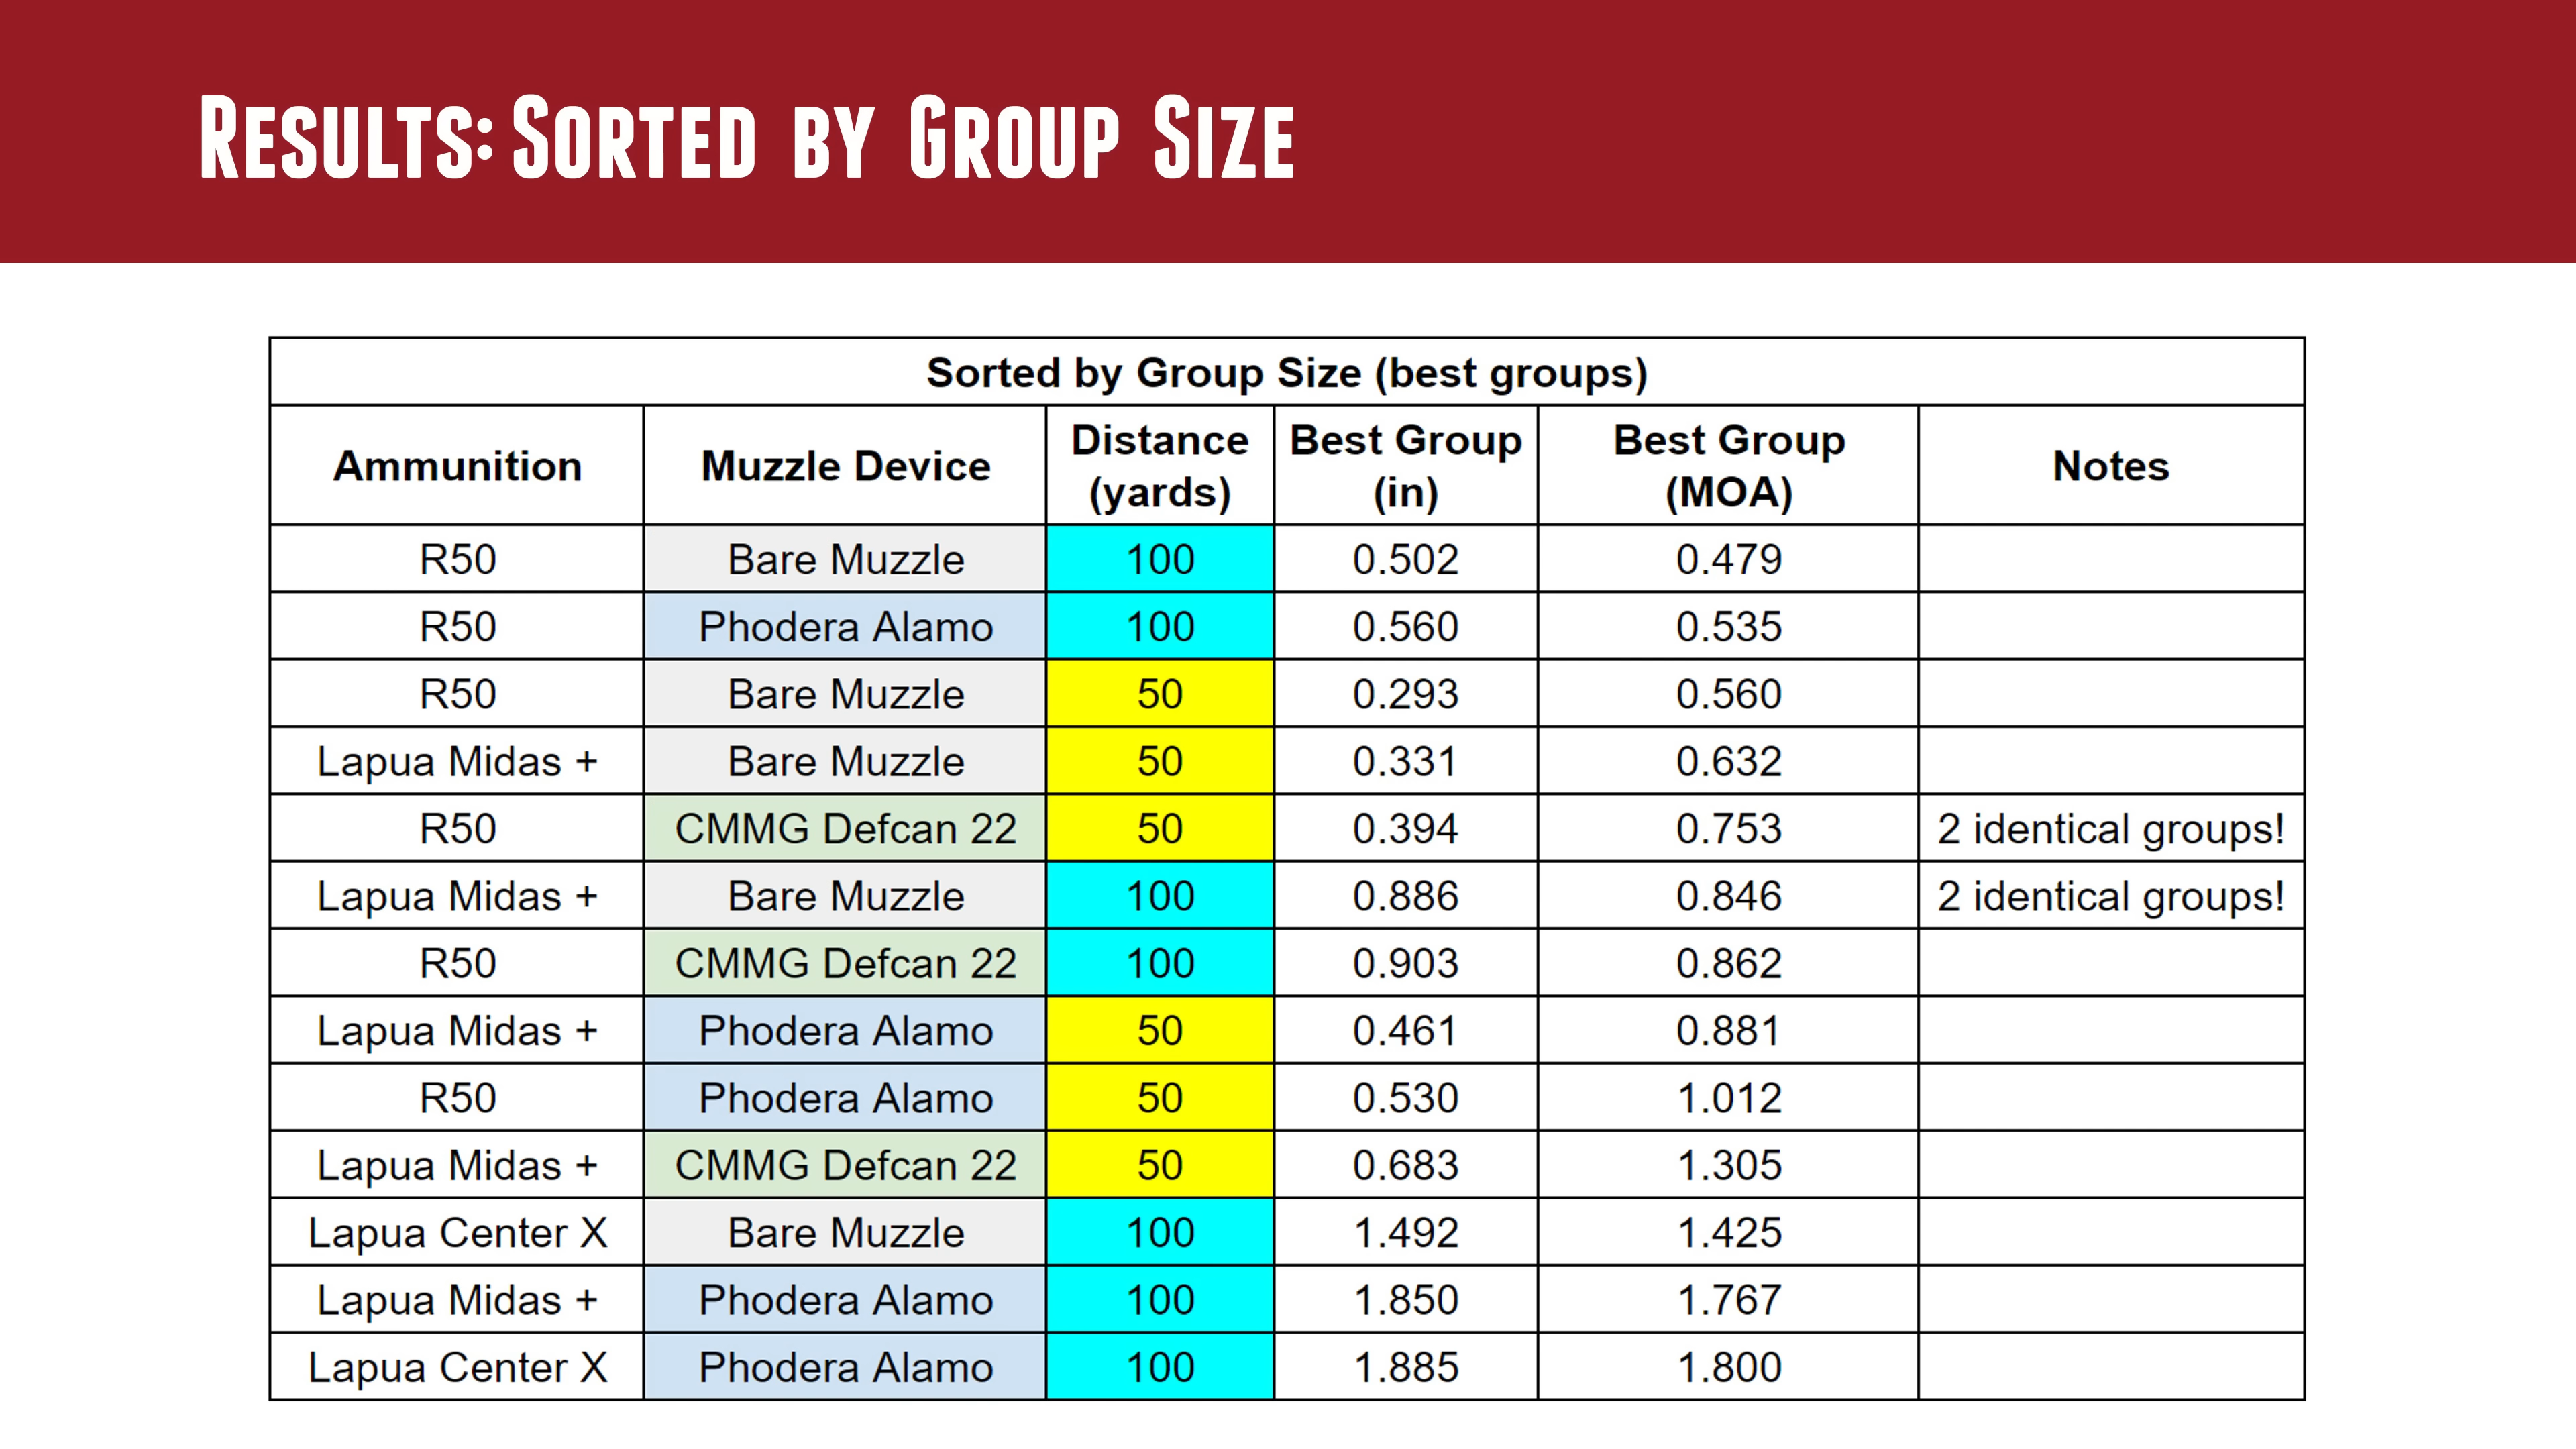 Results: Sorted by Group Size
Sorted by Group Size (best groups)
Ammunition Muzzle Device Distance (yards) Best Group (in) Best Group (MOA) Notes
R50 Bare Muzzle 100 0.502 0.479
R50 Phodera Alamo 100 0.560 0.535
R50 Bare Muzzle 50 0.293 0.560
Lapua Midas + Bare Muzzle 50 0.331 0.632
R50 CMMG Defcan 22 50 0.394 0.753 2 identical groups!
Lapua Midas + Bare Muzzle 100 0.886 0.846 2 identical groups!
R50 CMMG Defcan 22 100 0.903 0.862
Lapua Midas + Phodera Alamo 50 0.461 0.881
R50 Phodera Alamo 50 0.530 1.012
Lapua Midas + CMMG Defcan 22 50 0.683 1.305
Lapua Center X Bare Muzzle 100 1.492 1.425
Lapua Midas + Phodera Alamo 100 1.850 1.767
Lapua Center X Phodera Alamo 100 1.885 1.800